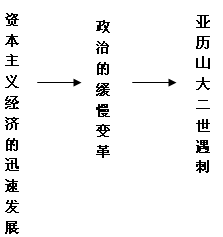 资本主义经济的迅速发展
政治的缓慢变革
亚历山大二世遇刺